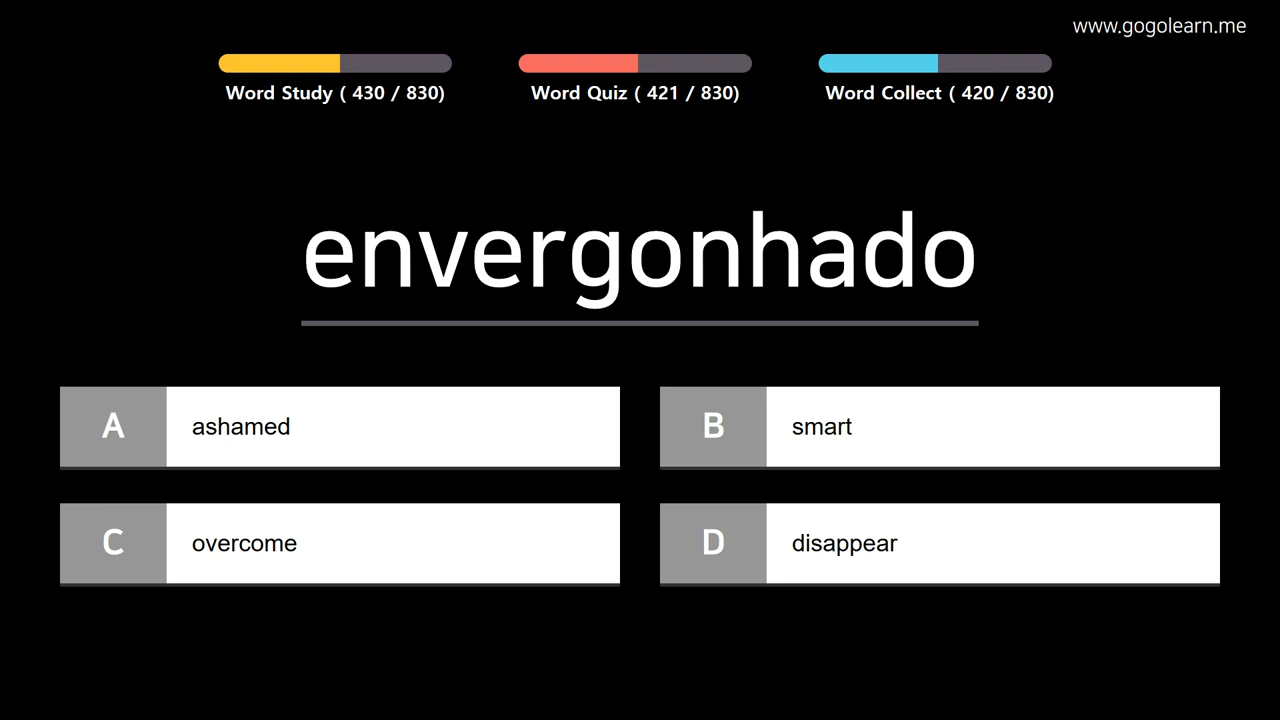 www.gogolearn.me
Word Study ( 430 / 830)
Word Quiz ( 421 / 830)
Word Collect ( 420 / 830)
envergonhado
A ashamed
B smart
C overcome
D disappear